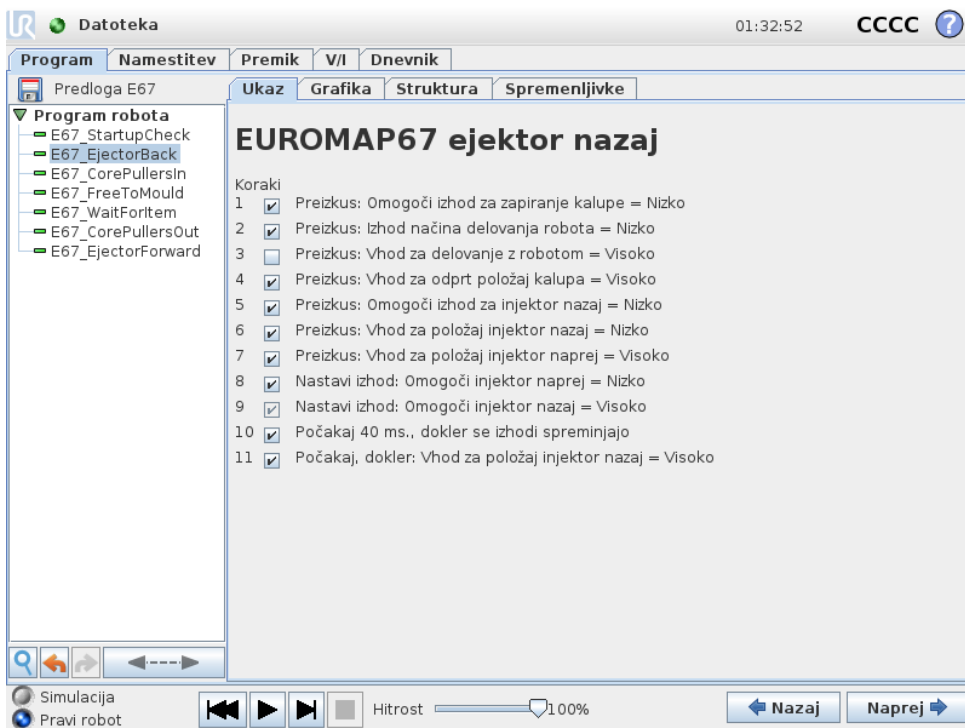 UR Datoteka 01:32:52 CCCC ?
Program Namestitev Premik V/I Dnevnik
Predloga E67
Ukaz Grafika Struktura Spremenljivke
Program robota
E67_StartupCheck
E67_EjectorBack
E67_CorePullersIn
E67_FreeToMould
E67_WaitForItem
E67_CorePullersOut
E67_EjectorForward
EUROMAP67 ejektor nazaj
Koraki
1 Preizkus: Omogoči izhod za zapiranje kalupe = Nizko
2 Preizkus: Izhod načina delovanja robota = Nizko
3 Preizkus: Vhod za delovanje z robotom = Visoko
4 Preizkus: Vhod za odprt položaj kalupa = Visoko
5 Preizkus: Omogoči izhod za injektor nazaj = Nizko
6 Preizkus: Vhod za položaj injektor nazaj = Nizko
7 Preizkus: Vhod za položaj injektor naprej = Visoko
8 Nastavi izhod: Omogoči injektor naprej = Nizko
9 Nastavi izhod: Omogoči injektor nazaj = Visoko
10 Počakaj 40 ms., dokler se izhodi spreminjajo
11 Počakaj, dokler: Vhod za položaj injektor nazaj = Visoko
Simulacija
Pravi robot
Hitrost 100%
Nazaj Naprej